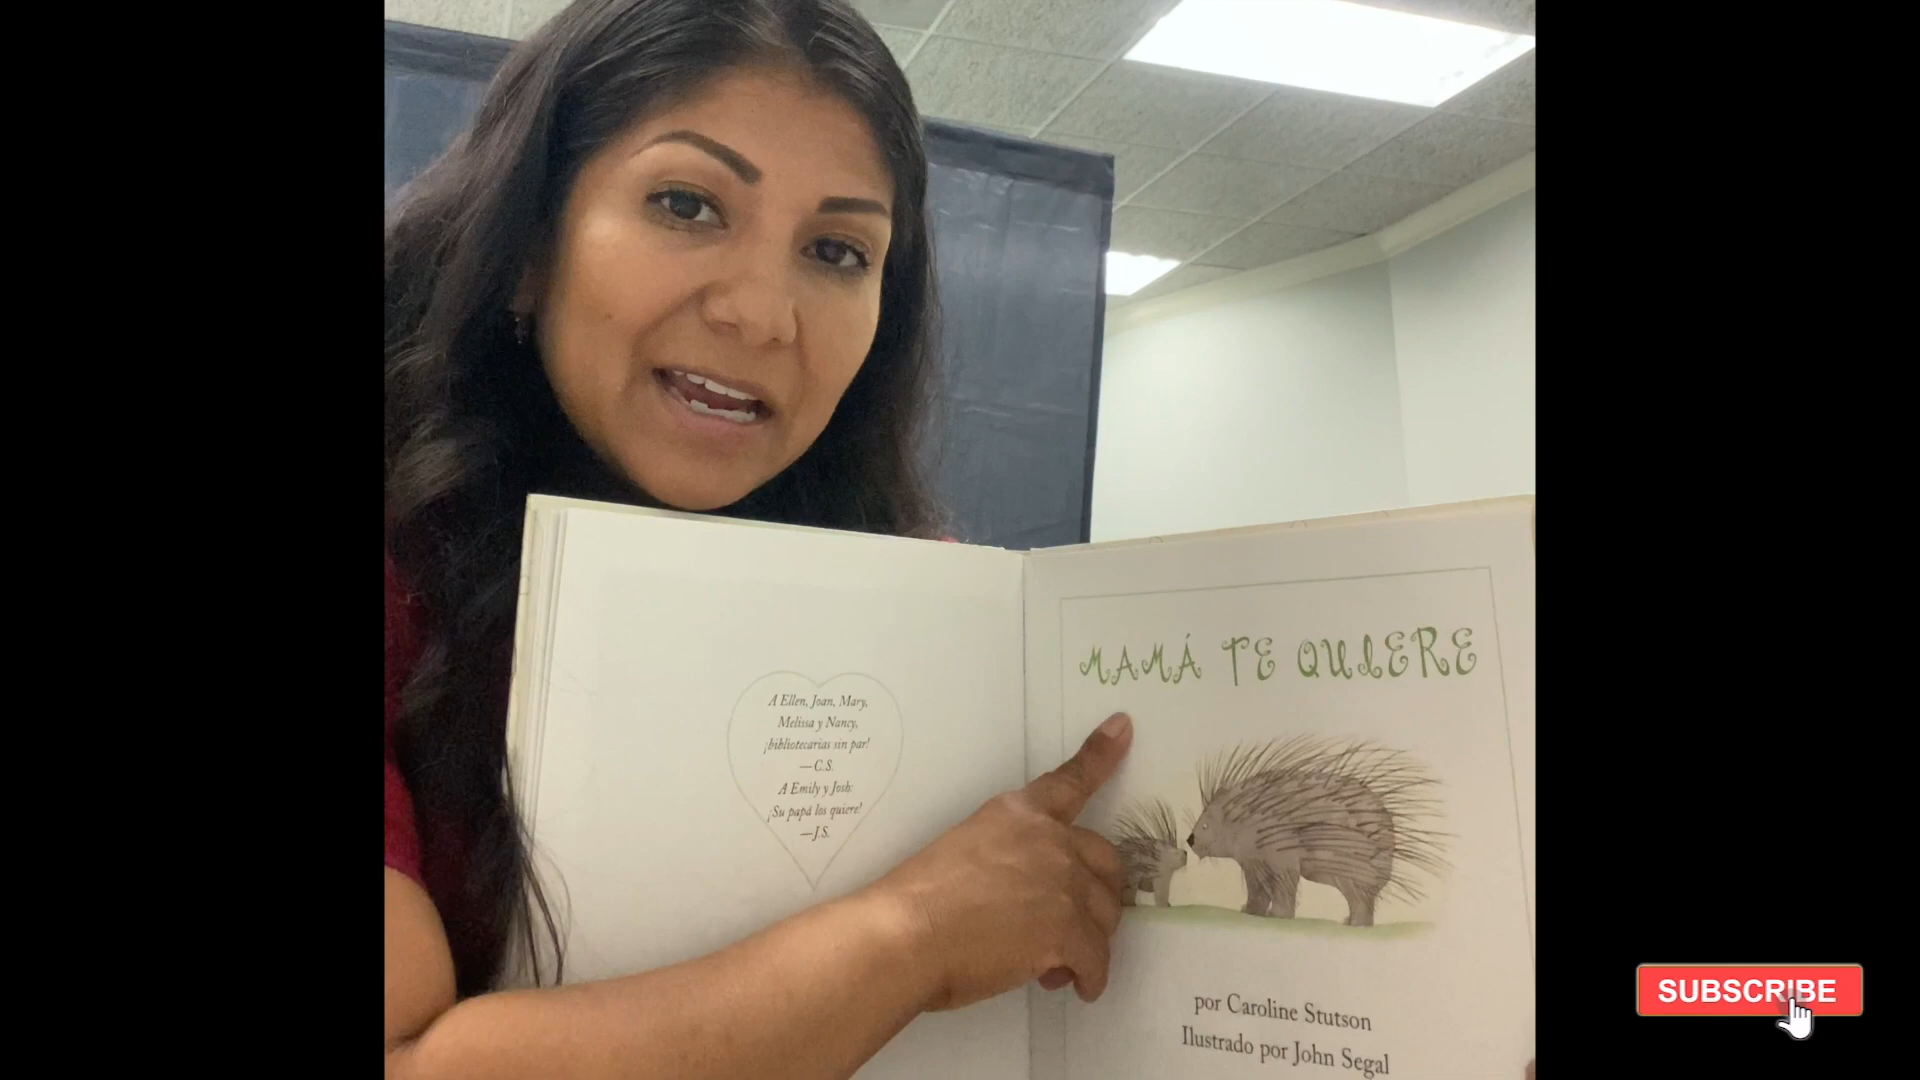 A Ellen, Joan, Mary,
Melissa y Nancy,
¡bibliotecarias sin par!
—C.S.
A Emily y Josh:
¡Su papá los quiere!
—J.S.
MAMÁ TE QUIERE
por Caroline Stutson
Ilustrado por John Segal
SUBSCRIBE